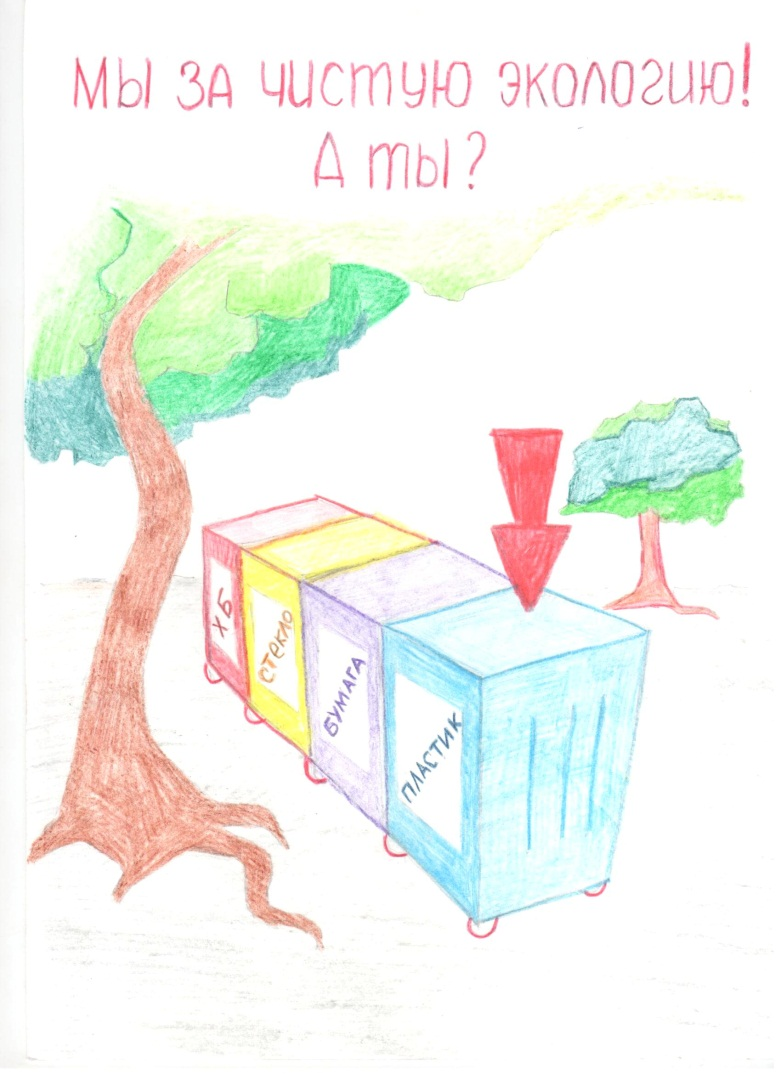 Мы за чистую экологию!
А ты?
ХБ
СТЕКЛО
БУМАГА
ПЛАСТИК